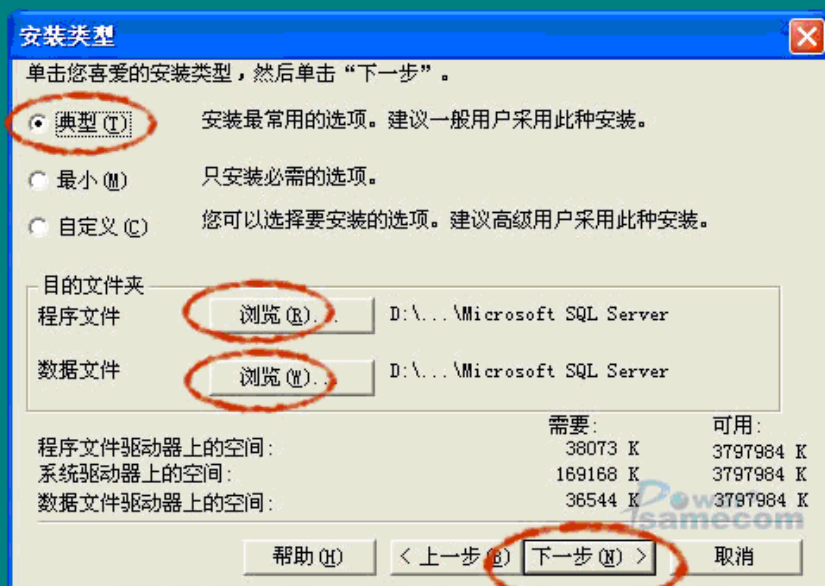 安装类型
单击您喜爱的安装类型，然后单击“下一步”。
典型(T) 安装最常用的选项。建议一般用户采用此种安装。
最小(M) 只安装必需的选项。
自定义(C) 您可以选择要安装的选项。建议高级用户采用此种安装。
目的文件夹
程序文件 浏览(R)... D:\...\Microsoft SQL Server
数据文件 浏览(W)... D:\...\Microsoft SQL Server
需要: 可用:
程序文件驱动器上的空间: 38073 K 3797984 K
系统驱动器上的空间: 169168 K 3797984 K
数据文件驱动器上的空间: 36544 K 3797984 K
Power
samecom
帮助(H) < 上一步(B) 下一步(N) > 取消